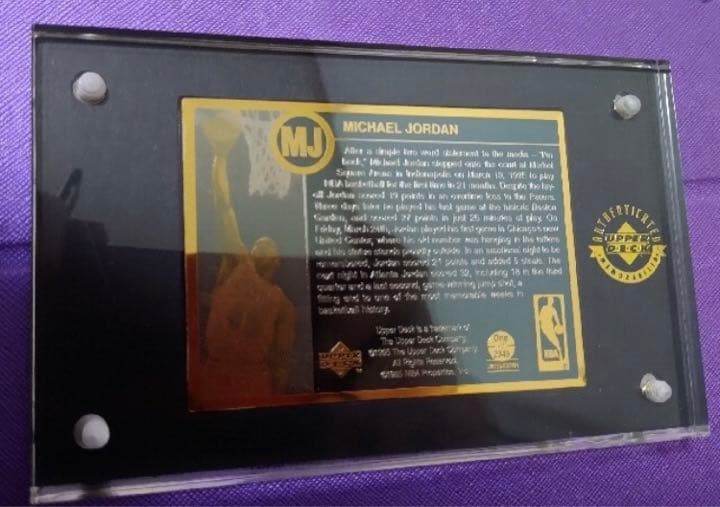 MJ
MICHAEL JORDAN
After a simple two word statement to the media – "I'm
back," Michael Jordan stepped onto the court at Market
Square Arena in Indianapolis on March 19, 1995 to play
NBA basketball for the first time in 21 months. Despite the lay-
off Jordan scored 19 points in an overtime loss to the Pacers.
Three days later he played his last game at the historic Boston
Garden, and scored 27 points in just 26 minutes of play. On
Friday, March 24th, Jordan played his first game in Chicago's new
United Center, where his old number was hanging in the rafters
and his statue stands proudly outside. In an emotional night to be
remembered, Jordan scored 21 points and added 5 steals. The
next night in Atlanta Jordan scored 32, including 18 in the third
quarter and a last second, game-winning jump shot, a
fitting end to one of the most memorable weeks in
basketball history.
Upper Deck is a trademark of
The Upper Deck Company.
©1995 The Upper Deck Company.
All Rights Reserved.
©1995 NBA Properties, Inc.
UPPER
DECK
One
of
NBA
AUTHENTICATED
UPPER
DECK
MEMORABILIA